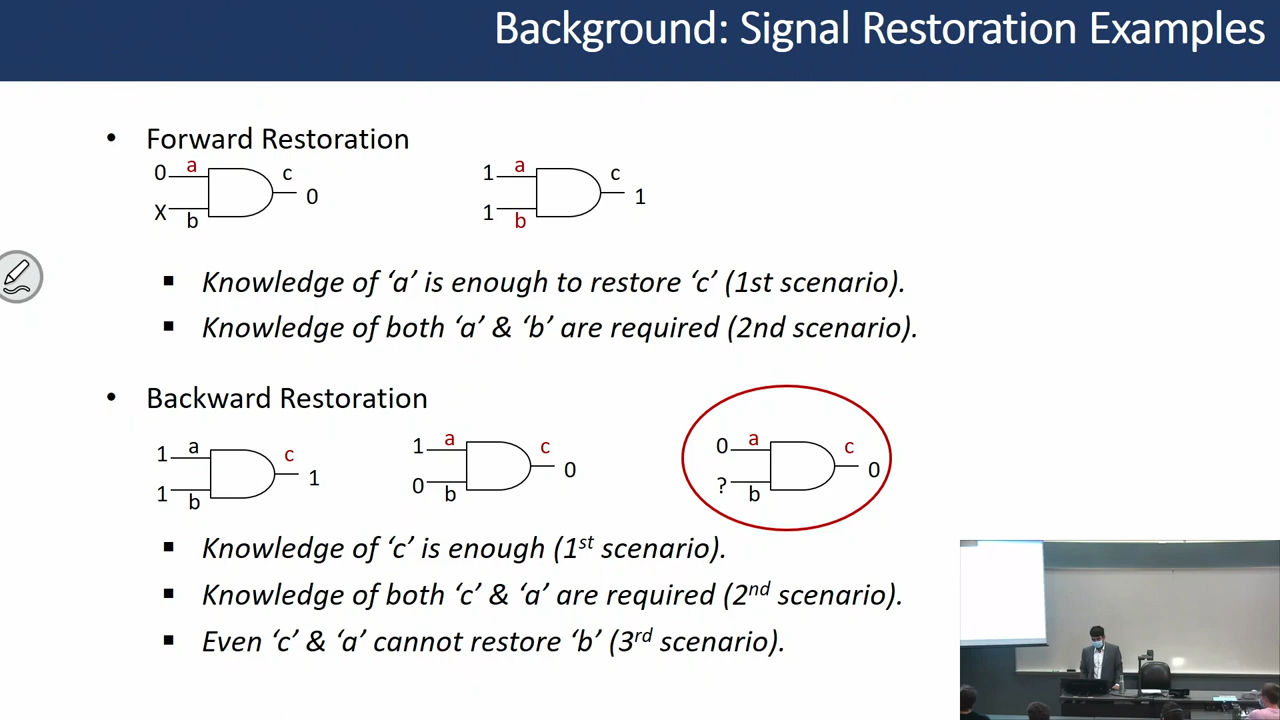 Background: Signal Restoration Examples
• Forward Restoration
0 a c 0
X b
1 a c 1
1 b
▪ Knowledge of ‘a’ is enough to restore ‘c’ (1st scenario).
▪ Knowledge of both ‘a’ & ‘b’ are required (2nd scenario).
• Backward Restoration
1 a c 1
1 b
1 a c 0
0 b
0 a c 0
? b
▪ Knowledge of ‘c’ is enough (1st scenario).
▪ Knowledge of both ‘c’ & ‘a’ are required (2nd scenario).
▪ Even ‘c’ & ‘a’ cannot restore ‘b’ (3rd scenario).